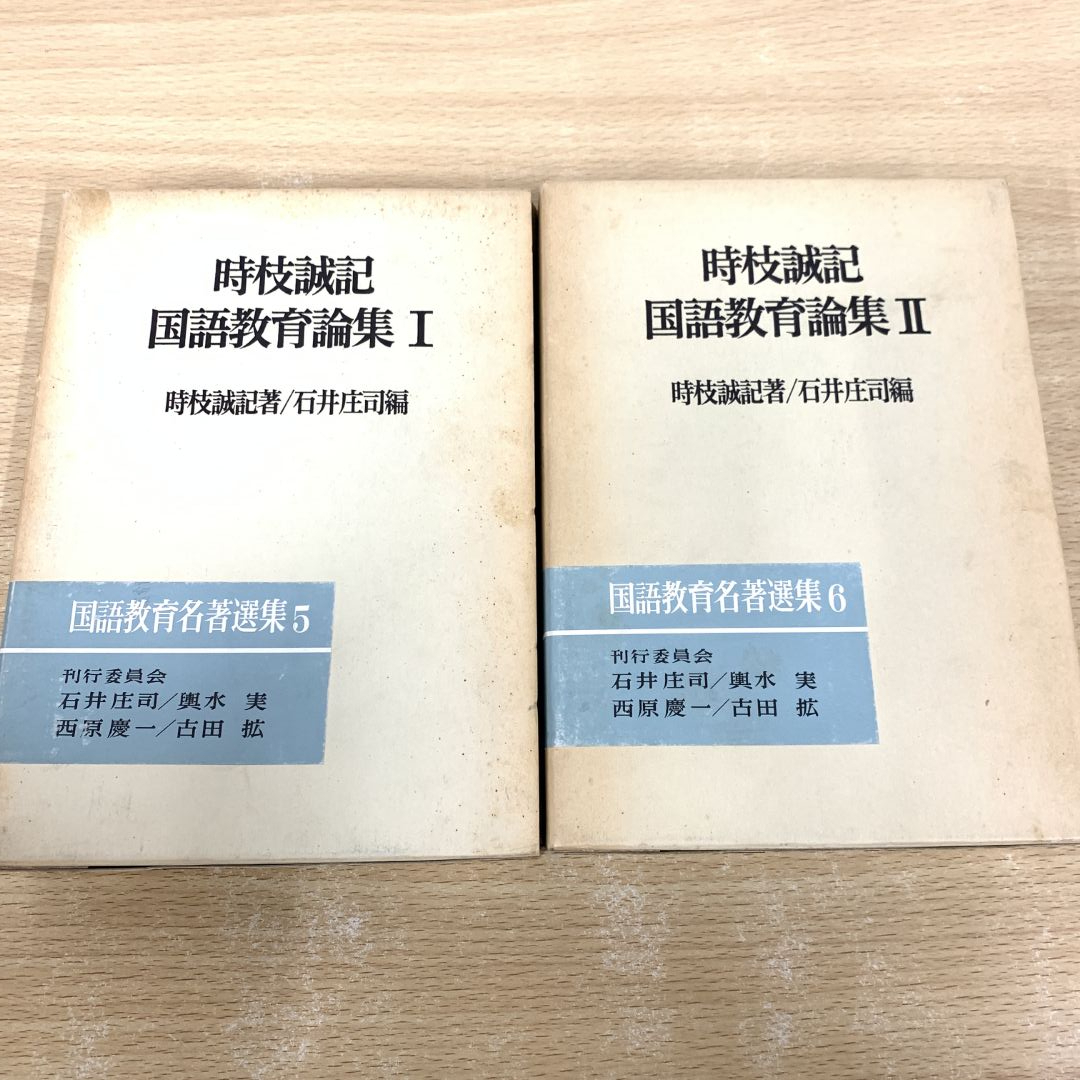 時枝誠記
国語教育論集 I
時枝誠記著/石井庄司編
国語教育名著選集5
刊行委員会
石井庄司/輿水 実
西原慶一/古田 拡
時枝誠記
国語教育論集 II
時枝誠記著/石井庄司編
国語教育名著選集6
刊行委員会
石井庄司/輿水 実
西原慶一/古田 拡